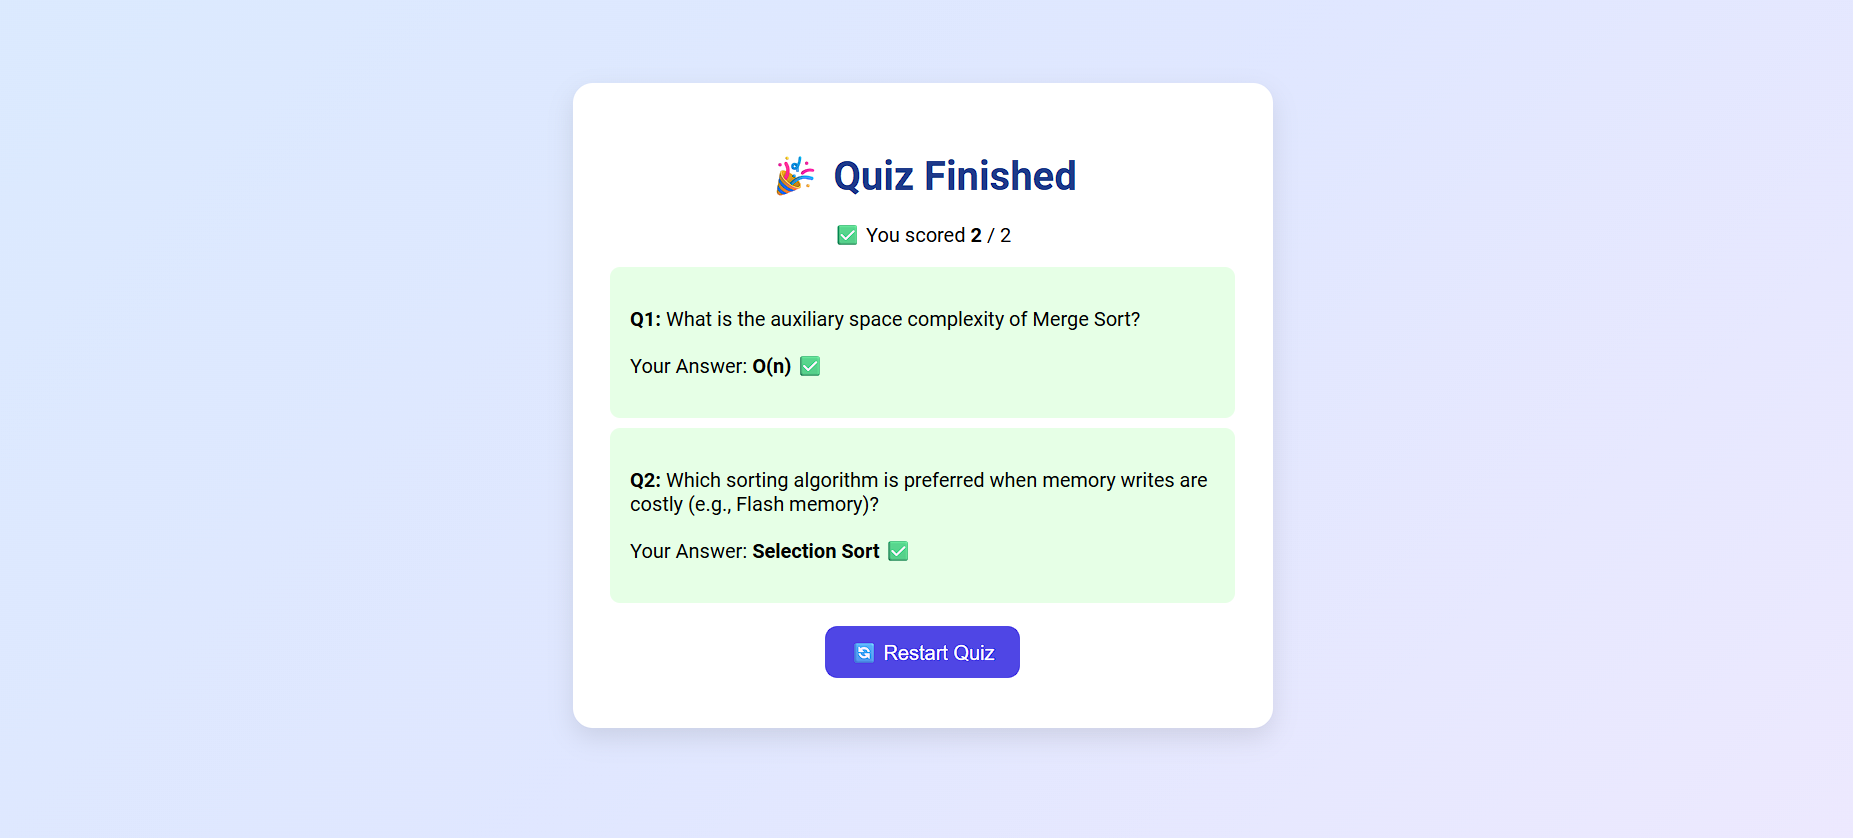 🎉 Quiz Finished
✅ You scored 2 / 2
Q1: What is the auxiliary space complexity of Merge Sort?
Your Answer: O(n) ✅
Q2: Which sorting algorithm is preferred when memory writes are
costly (e.g., Flash memory)?
Your Answer: Selection Sort ✅
🔄 Restart Quiz